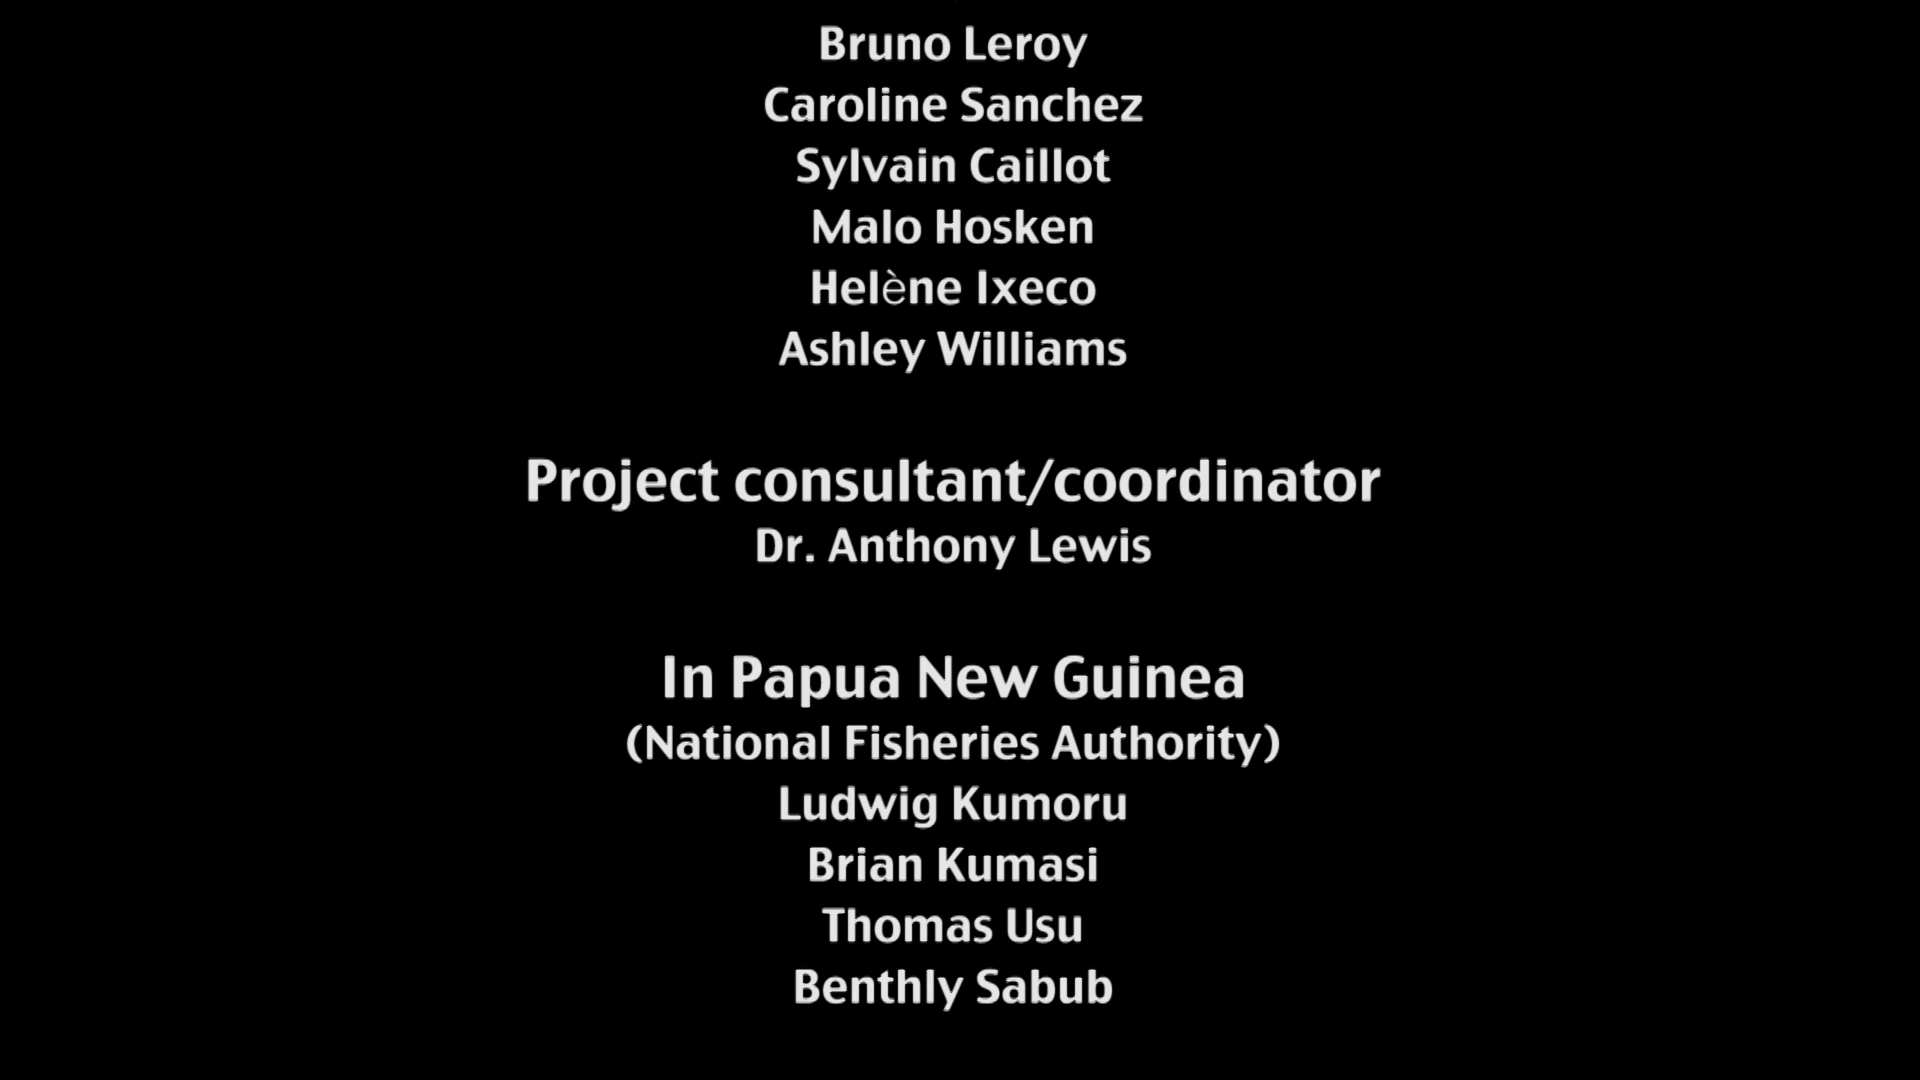 Bruno Leroy
Caroline Sanchez
Sylvain Caillot
Malo Hosken
Helène Ixeco
Ashley Williams
Project consultant/coordinator
Dr. Anthony Lewis
In Papua New Guinea
(National Fisheries Authority)
Ludwig Kumoru
Brian Kumasi
Thomas Usu
Benthly Sabub